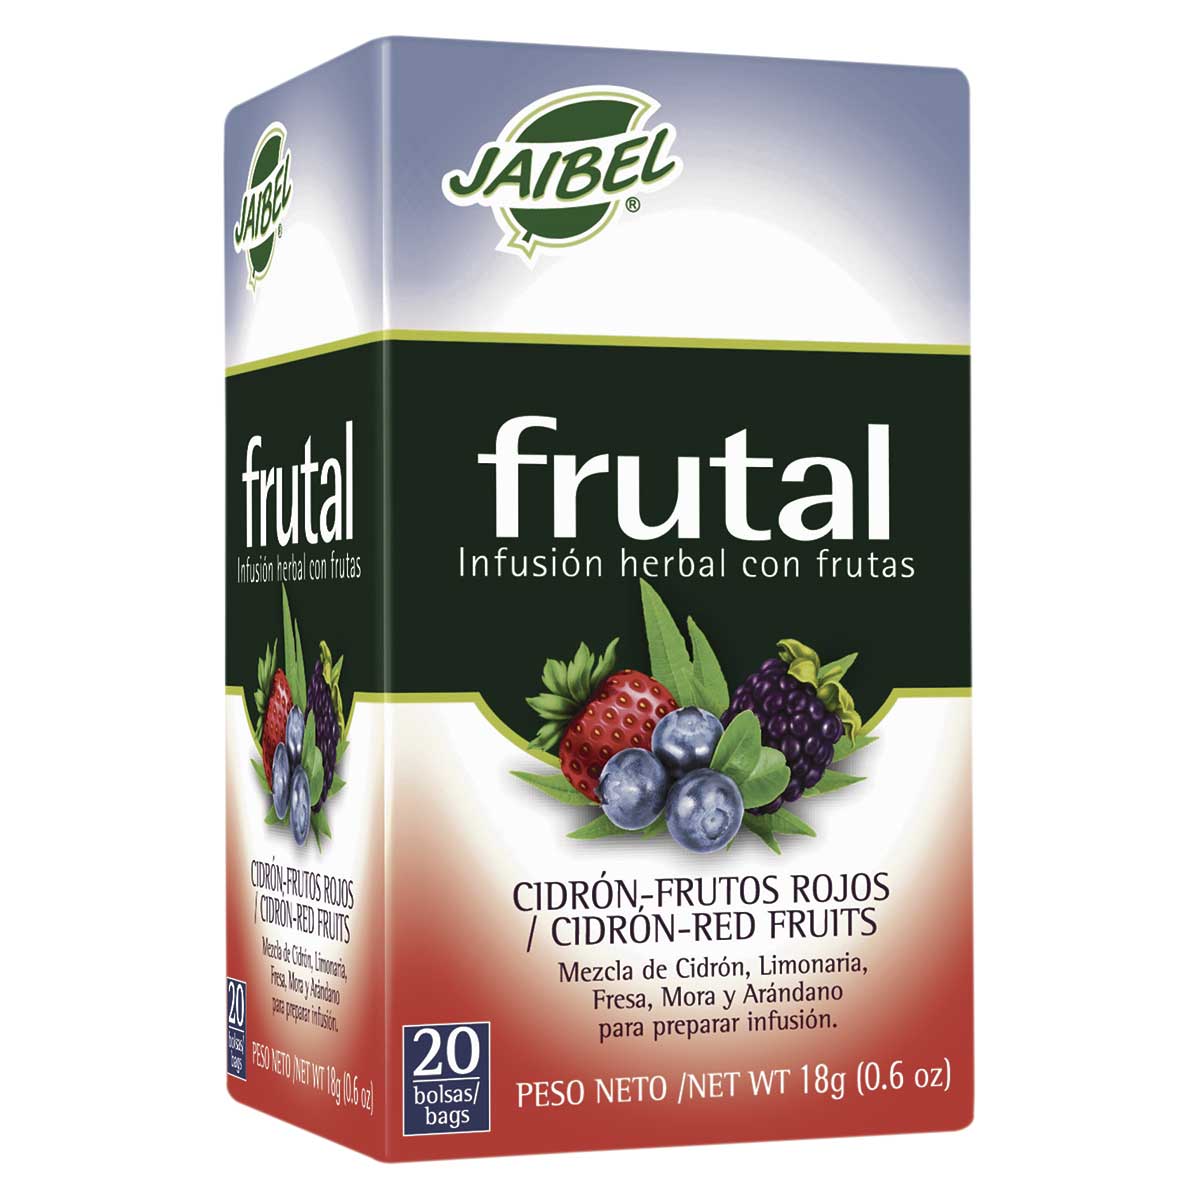 JAIBEL®
frutal
Infusión herbal con frutas
CIDRÓN-FRUTOS ROJOS
/ CIDRÓN-RED FRUITS
Mezcla de Cidrón, Limonaria,
Fresa, Mora y Arándano
para preparar infusión.
20
bolsas/
bags
PESO NETO /NET WT 18g (0.6 oz)
JAIBEL®
frutal
Infusión herbal con frutas
CIDRÓN-FRUTOS ROJOS
/ CIDRÓN-RED FRUITS
Mezcla de Cidrón, Limonaria,
Fresa, Mora y Arándano
para preparar infusión.
20
bolsas/
bags
PESO NETO /NET WT 18g (0.6 oz)